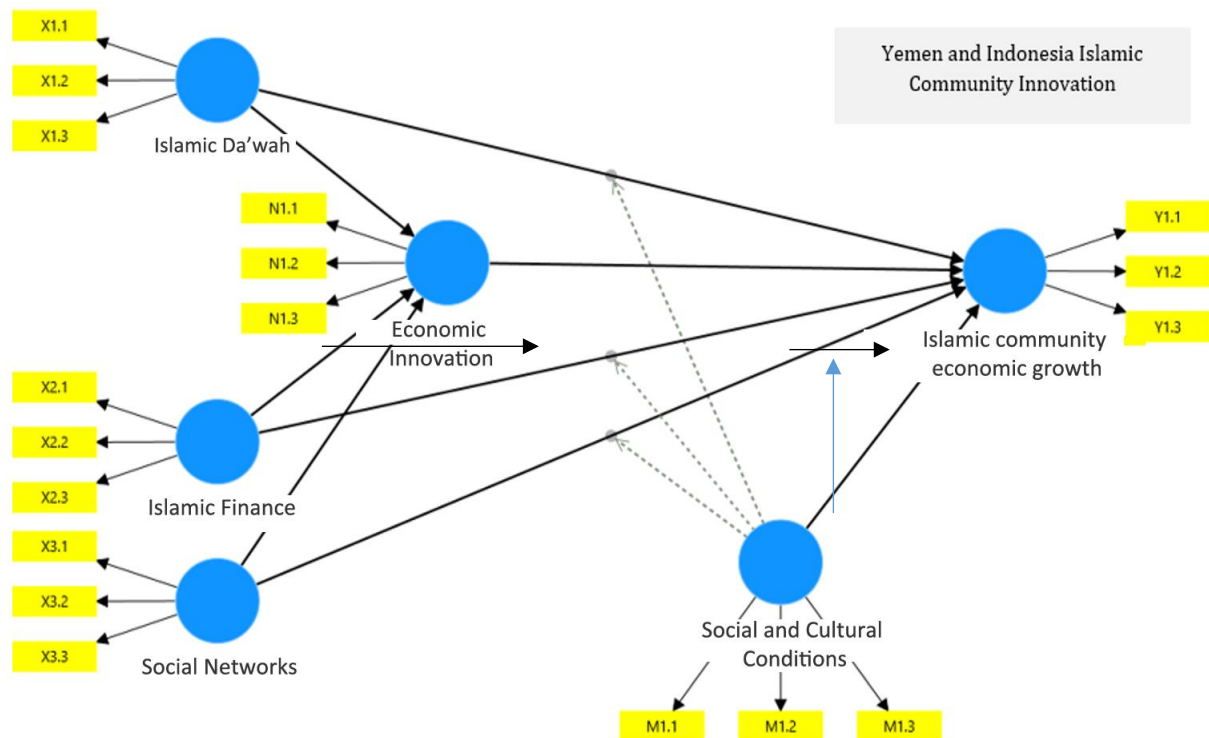 X1.1
X1.2
X1.3
Islamic Da’wah
Yemen and Indonesia Islamic
Community Innovation
N1.1
N1.2
N1.3
Economic
Innovation
Y1.1
Y1.2
Y1.3
Islamic community
economic growth
X2.1
X2.2
X2.3
Islamic Finance
X3.1
X3.2
X3.3
Social Networks
Social and Cultural
Conditions
M1.1
M1.2
M1.3